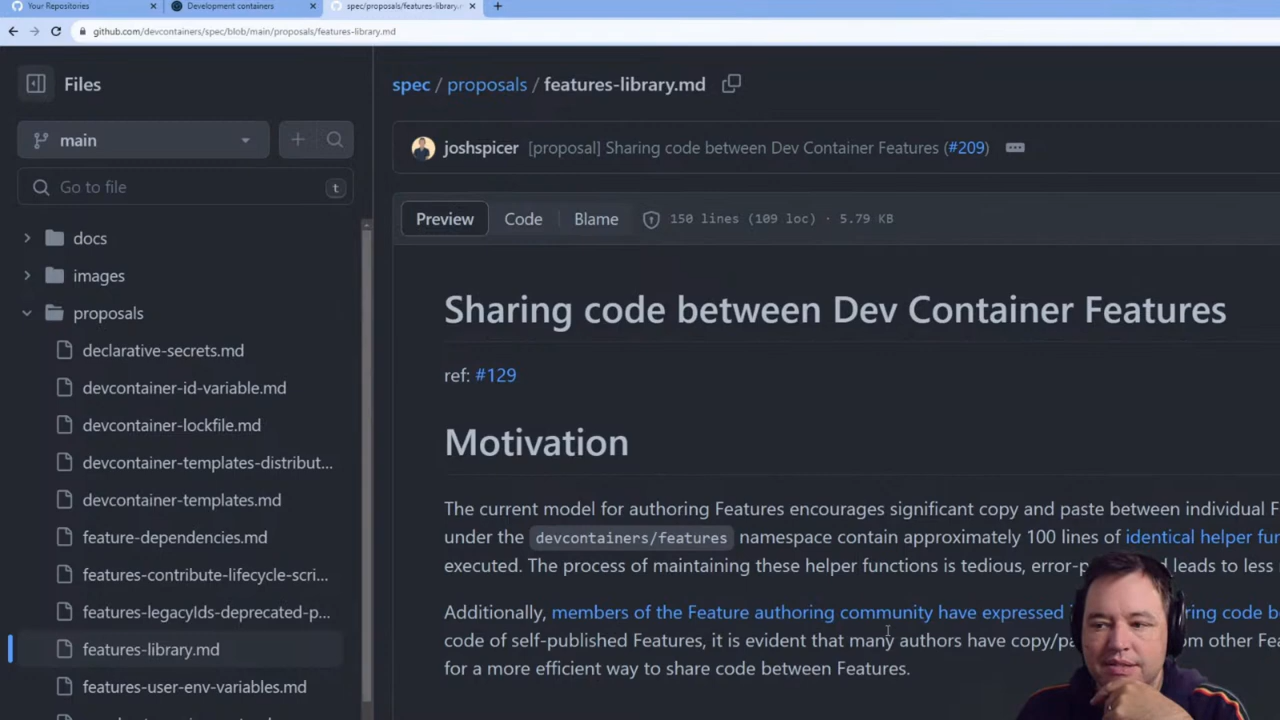 Your Repositories
Development containers
spec/proposals/features-library.
github.com/devcontainers/spec/blob/main/proposals/features-library.md
Files
main
Go to file
t
docs
images
proposals
declarative-secrets.md
devcontainer-id-variable.md
devcontainer-lockfile.md
devcontainer-templates-distribut...
devcontainer-templates.md
feature-dependencies.md
features-contribute-lifecycle-scri...
features-legacyIds-deprecated-p...
features-library.md
features-user-env-variables.md
spec / proposals / features-library.md
joshspicer [proposal] Sharing code between Dev Container Features (#209)
Preview Code Blame 150 lines (109 loc) · 5.79 KB
Sharing code between Dev Container Features
ref: #129
Motivation
The current model for authoring Features encourages significant copy and paste between individual F
under the devcontainers/features namespace contain approximately 100 lines of identical helper fun
executed. The process of maintaining these helper functions is tedious, error-p leads to less
Additionally, members of the Feature authoring community have expressed ring code b
code of self-published Features, it is evident that many authors have copy/pa m other Fea
for a more efficient way to share code between Features.